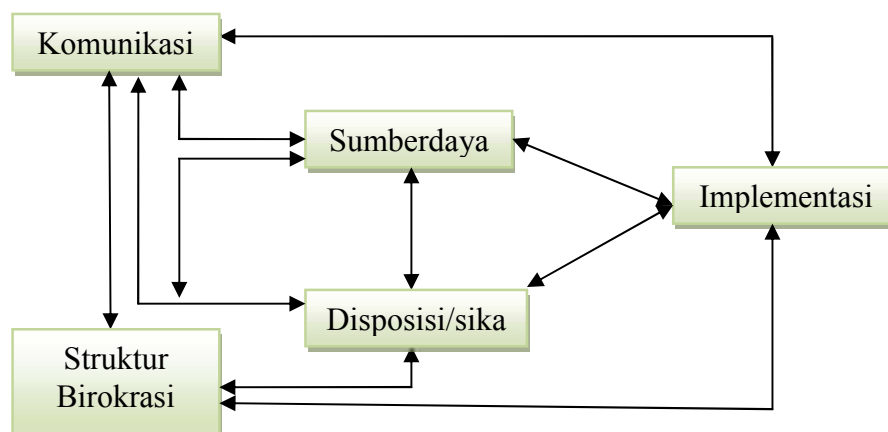 Komunikasi
Sumberdaya
Implementasi
Disposisi/sika
Struktur
Birokrasi